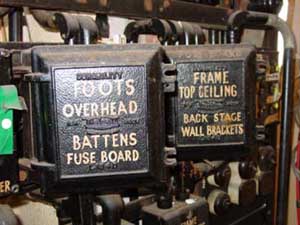 FOOTS
OVERHEAD
BATTENS
FUSE BOARD
FRAME
TOP CEILING
BACK STAGE
WALL BRACKETS